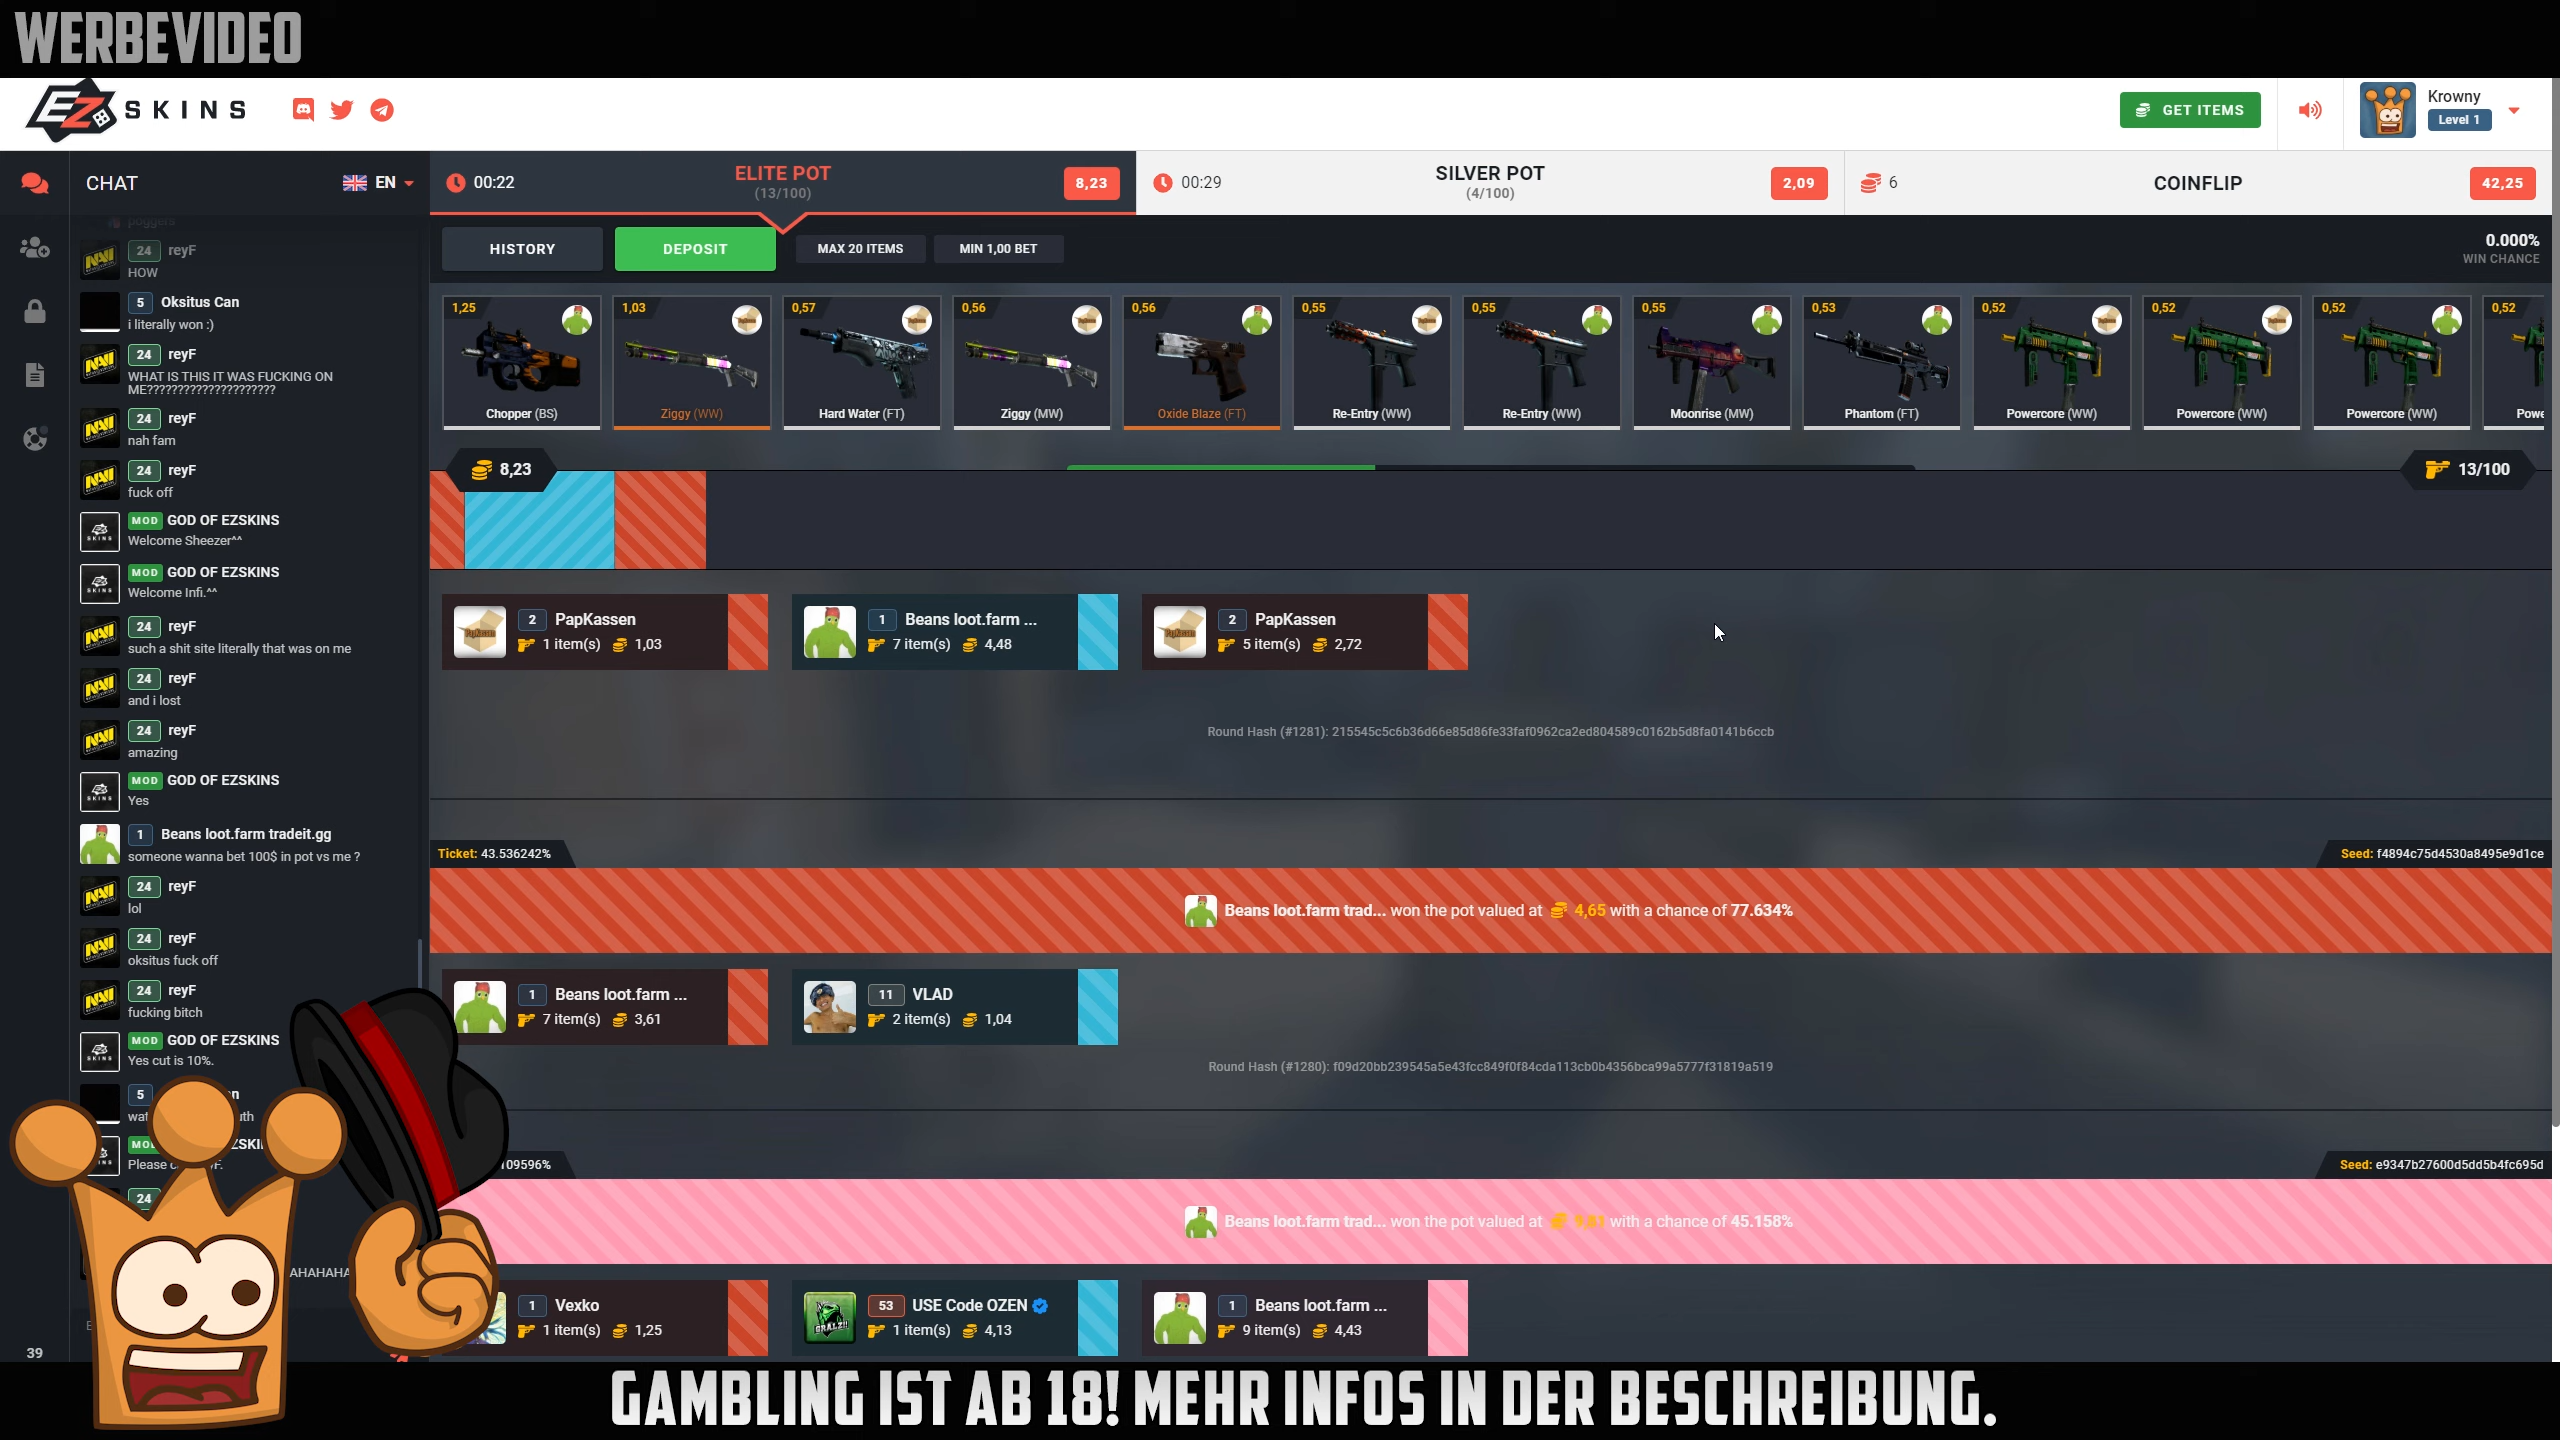 WERBEVIDEO
EZ SKINS
GET ITEMS
Krowny
Level 1
CHAT
EN
00:22
ELITE POT
(13/100)
8,23
00:29
SILVER POT
(4/100)
2,09
6
COINFLIP
42,25
HISTORY
DEPOSIT
MAX 20 ITEMS
MIN 1,00 BET
0.000%
WIN CHANCE
poggers
24 reyF
HOW
5 Oksitus Can
i literally won :)
24 reyF
WHAT IS THIS IT WAS FUCKING ON
ME?????????????????????
24 reyF
nah fam
24 reyF
fuck off
MOD GOD OF EZSKINS
Welcome Sheezer^^
MOD GOD OF EZSKINS
Welcome Infi.^^
24 reyF
such a shit site literally that was on me
24 reyF
and i lost
24 reyF
amazing
MOD GOD OF EZSKINS
Yes
1 Beans loot.farm tradeit.gg
someone wanna bet 100$ in pot vs me ?
24 reyF
lol
24 reyF
oksitus fuck off
24 reyF
fucking bitch
MOD GOD OF EZSKINS
Yes cut is 10%.
5
24
AHAHAHA
39
1,25
Chopper (BS)
1,03
Ziggy (WW)
0,57
Hard Water (FT)
0,56
Ziggy (MW)
0,56
Oxide Blaze (FT)
0,55
Re-Entry (WW)
0,55
Re-Entry (WW)
0,55
Moonrise (MW)
0,53
Phantom (FT)
0,52
Powercore (WW)
0,52
Powercore (WW)
0,52
Powercore (WW)
0,52
Powe
8,23
13/100
2 PapKassen
1 item(s) 1,03
1 Beans loot.farm ...
7 item(s) 4,48
2 PapKassen
5 item(s) 2,72
Round Hash (#1281): 215545c5c6b36d66e85d86fe33faf0962ca2ed804589c0162b5d8fa0141b6ccb
Ticket: 43.536242%
Seed: f4894c75d4530a8495e9d1ce
Beans loot.farm trad... won the pot valued at 4,65 with a chance of 77.634%
1 Beans loot.farm ...
7 item(s) 3,61
11 VLAD
2 item(s) 1,04
Round Hash (#1280): f09d20bb239545a5e43fcc849f0f84cda113cb0b4356bca99a5777f31819a519
109596%
Seed: e9347b27600d5dd5b4fc695d
Beans loot.farm trad... won the pot valued at 9,81 with a chance of 45.158%
1 Vexko
1 item(s) 1,25
53 USE Code OZEN
1 item(s) 4,13
1 Beans loot.farm ...
9 item(s) 4,43
GAMBLING IST AB 18! MEHR INFOS IN DER BESCHREIBUNG.